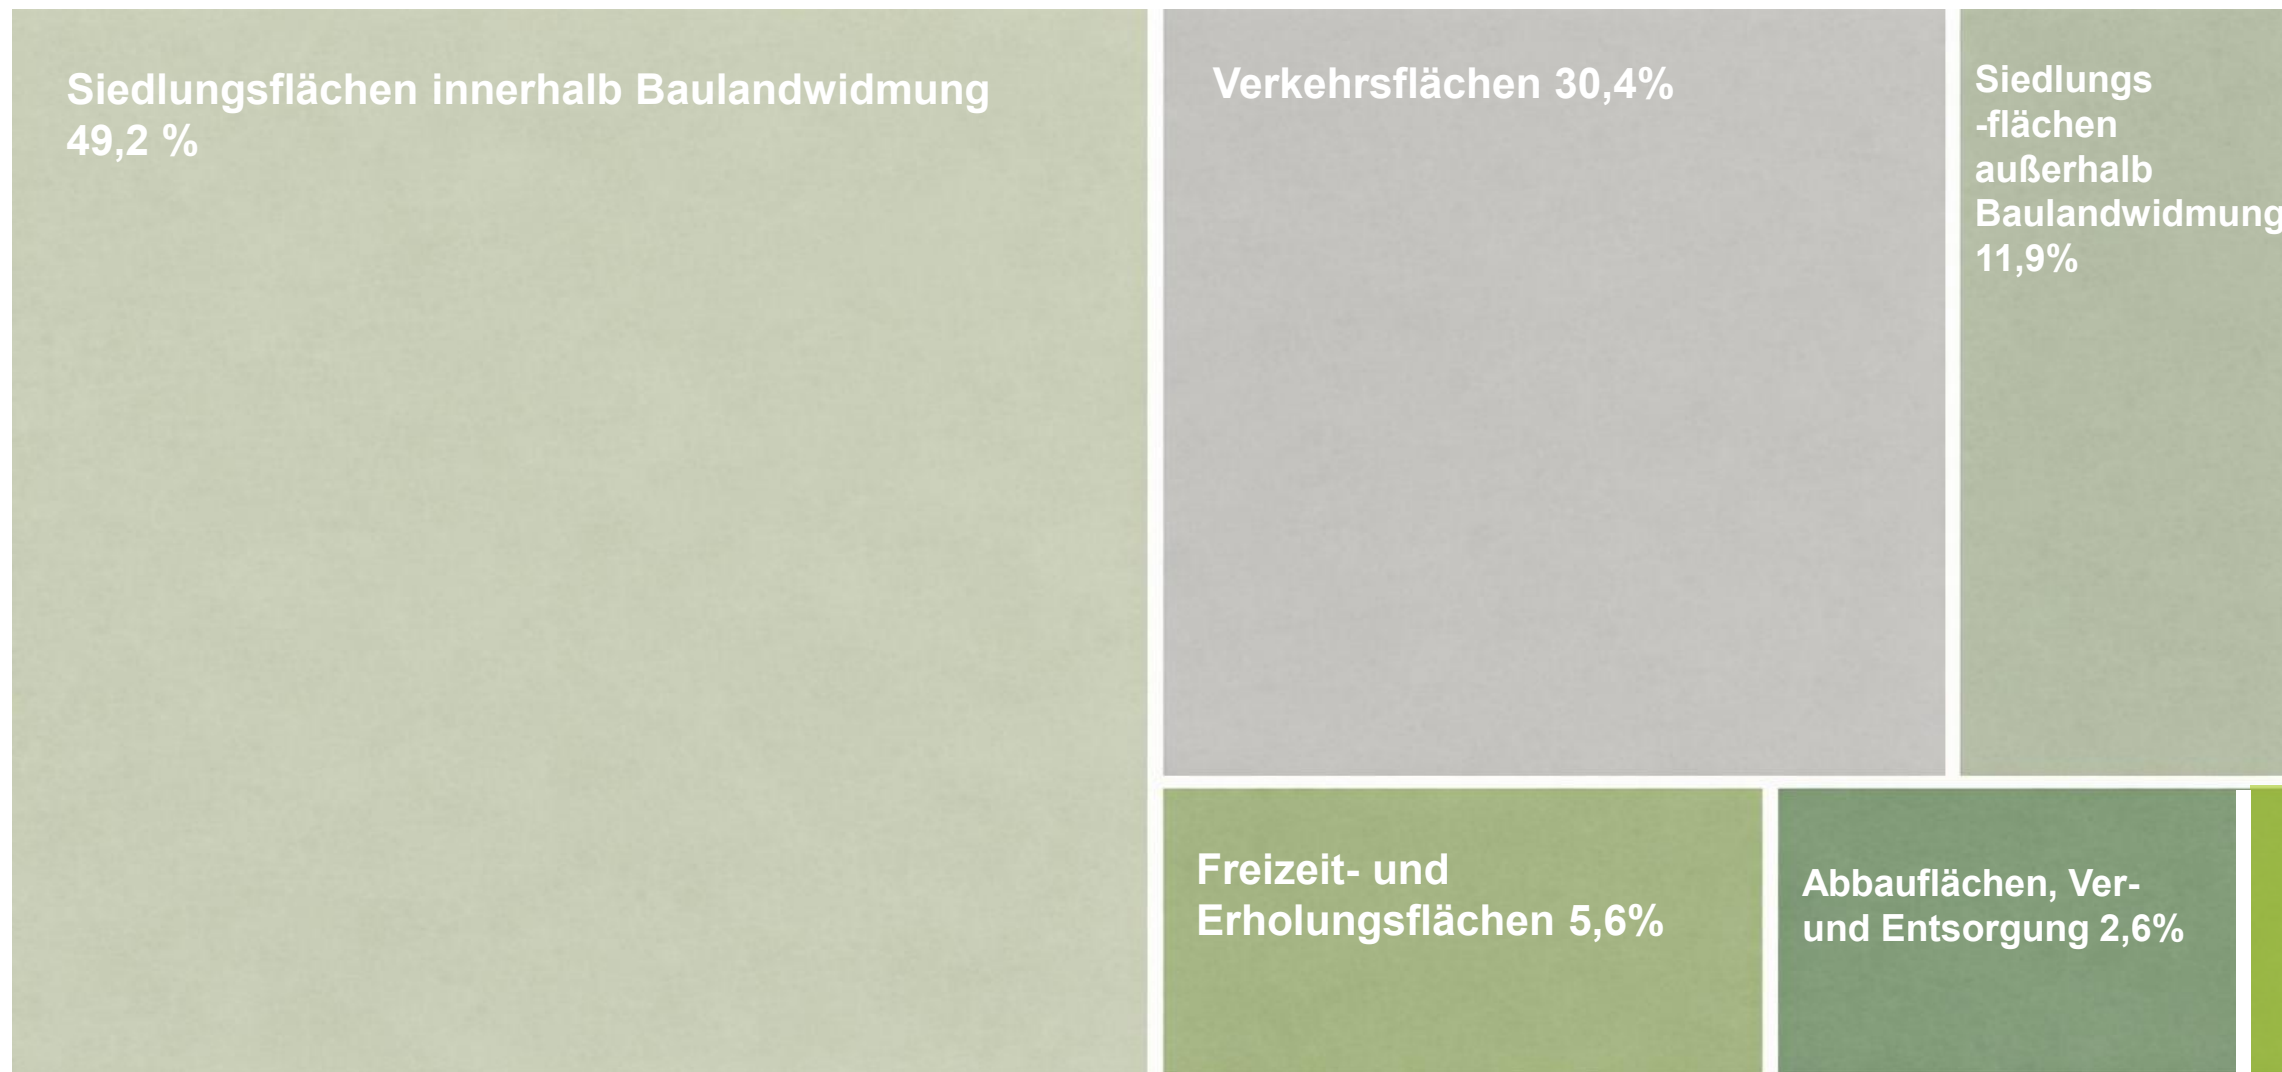 Siedlungsflächen innerhalb Baulandwidmung
49,2 %
Verkehrsflächen 30,4%
Siedlungs
-flächen
außerhalb
Baulandwidmung
11,9%
Freizeit- und
Erholungsflächen 5,6%
Abbauflächen, Ver-
und Entsorgung 2,6%